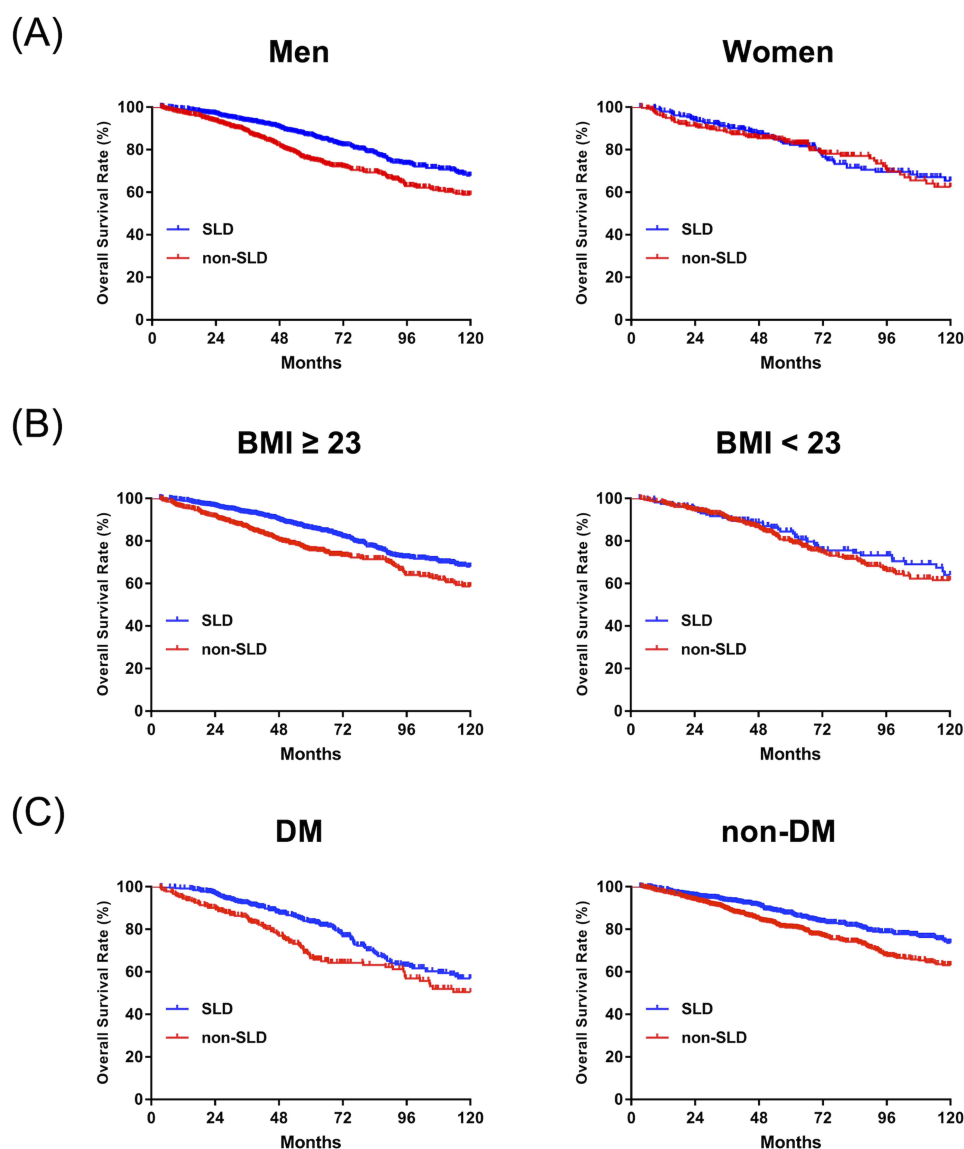 (A)
Men
Overall Survival Rate (%)
100
80
60
40
20
0
SLD
non-SLD
0 24 48 72 96 120
Months
Women
Overall Survival Rate (%)
100
80
60
40
20
0
SLD
non-SLD
0 24 48 72 96 120
Months
(B)
BMI ≥ 23
Overall Survival Rate (%)
100
80
60
40
20
0
SLD
non-SLD
0 24 48 72 96 120
Months
BMI < 23
Overall Survival Rate (%)
100
80
60
40
20
0
SLD
non-SLD
0 24 48 72 96 120
Months
(C)
DM
Overall Survival Rate (%)
100
80
60
40
20
0
SLD
non-SLD
0 24 48 72 96 120
Months
non-DM
Overall Survival Rate (%)
100
80
60
40
20
0
SLD
non-SLD
0 24 48 72 96 120
Months